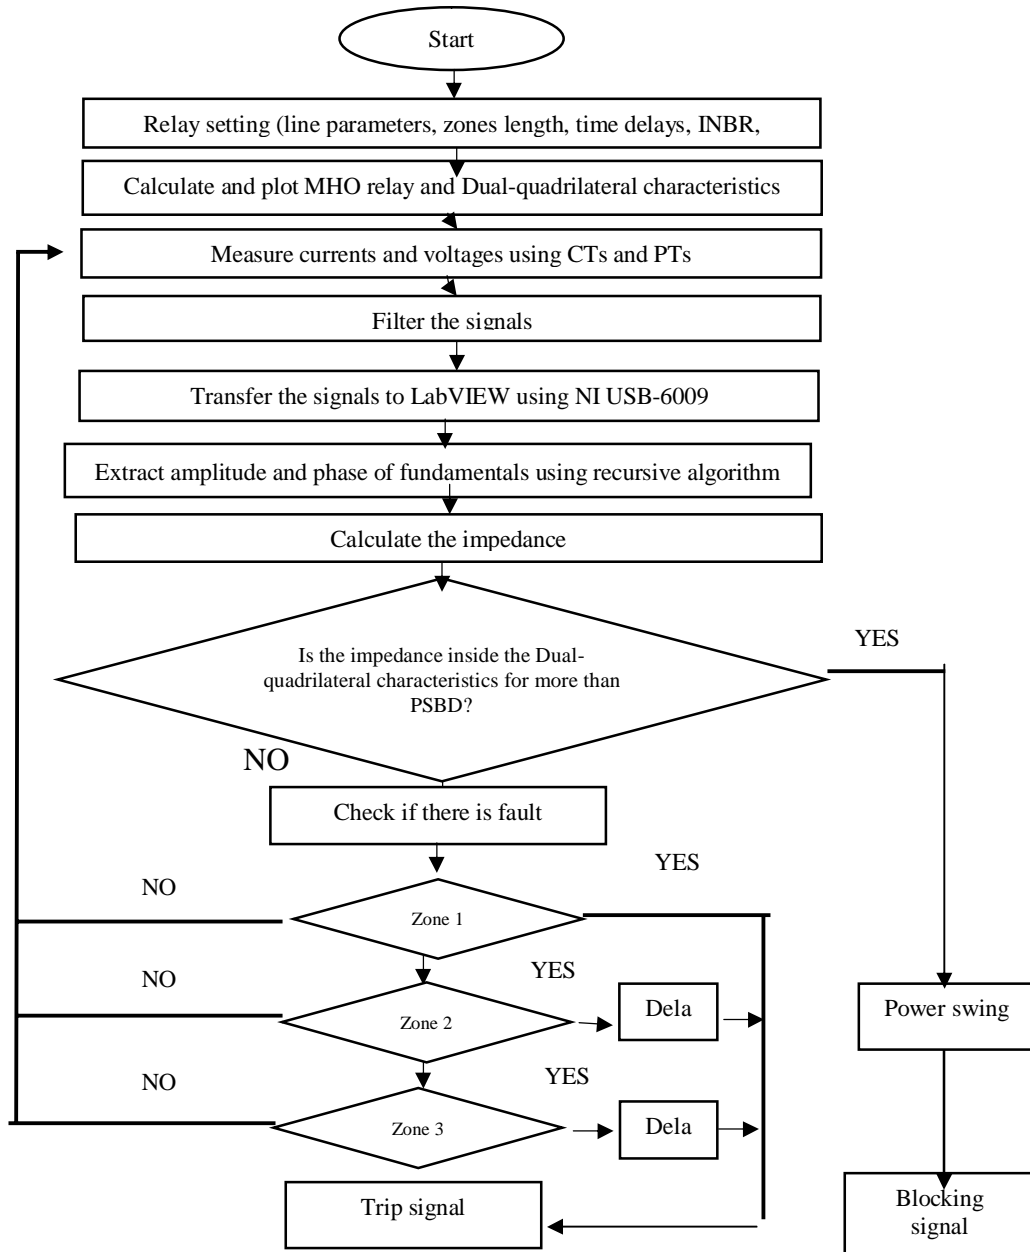 Start
Relay setting (line parameters, zones length, time delays, INBR,
Calculate and plot MHO relay and Dual-quadrilateral characteristics
Measure currents and voltages using CTs and PTs
Filter the signals
Transfer the signals to LabVIEW using NI USB-6009
Extract amplitude and phase of fundamentals using recursive algorithm
Calculate the impedance
YES
Is the impedance inside the Dual-
quadrilateral characteristics for more than
PSBD?
NO
Check if there is fault
YES
NO
Zone 1
YES
NO
Zone 2
Dela
Power swing
YES
NO
Zone 3
Dela
Trip signal
Blocking
signal